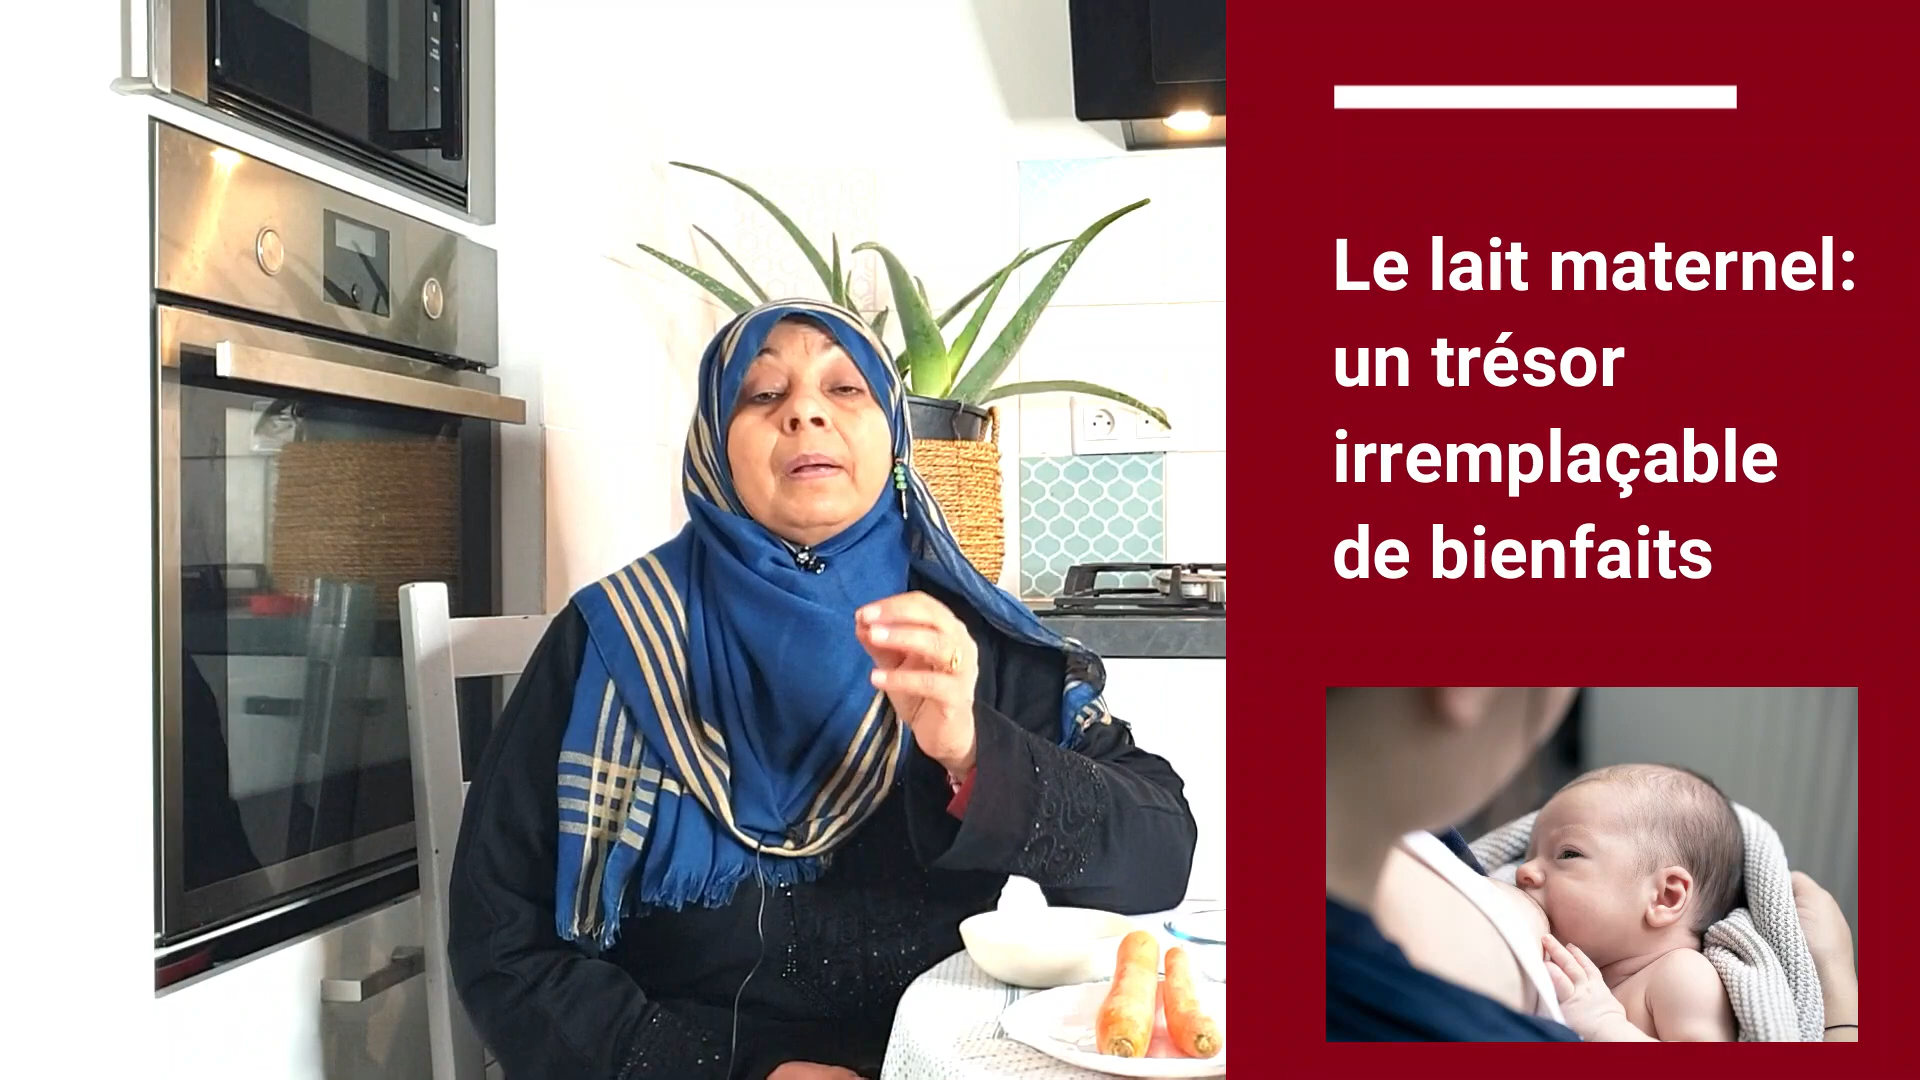 Le lait maternel:
un trésor
irremplaçable
de bienfaits